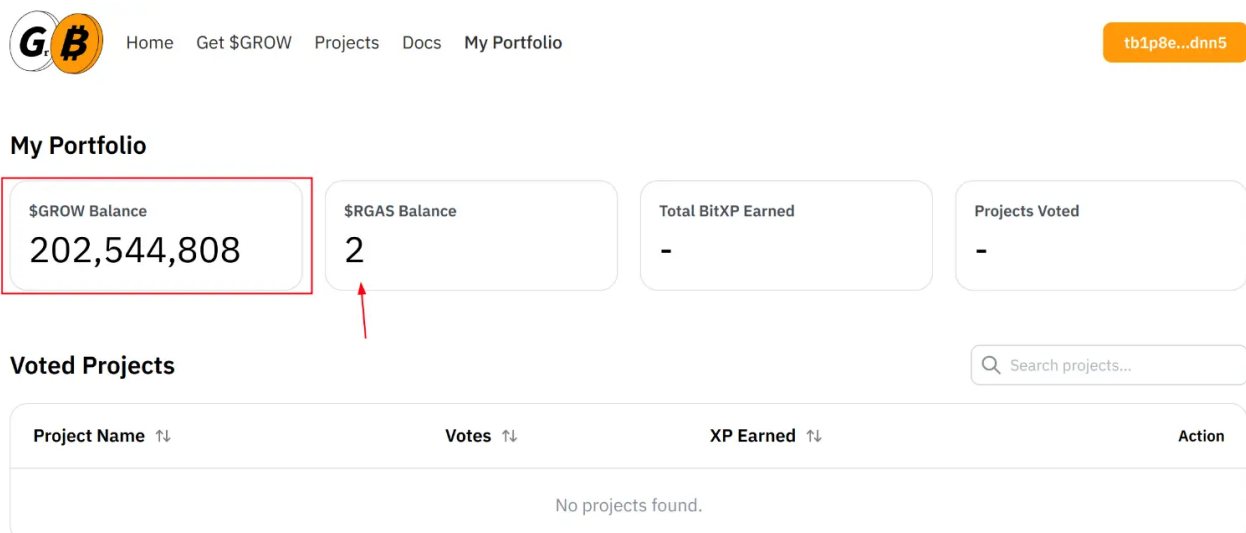 Gr ₿ Home Get $GROW Projects Docs My Portfolio tb1p8e...dnn5
My Portfolio
$GROW Balance $RGAS Balance Total BitXP Earned Projects Voted
202,544,808 2 - -
Voted Projects Search projects...
Project Name Votes XP Earned Action
No projects found.